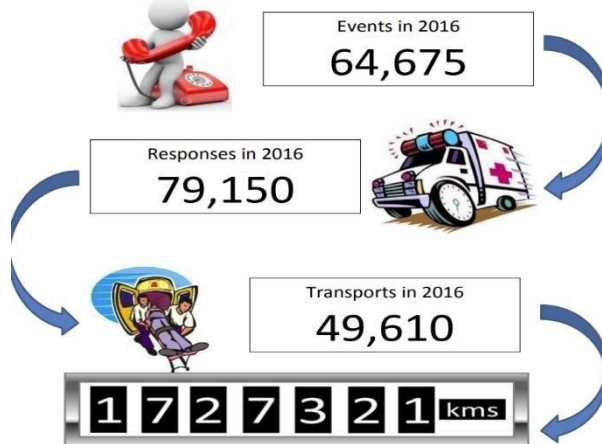 Events in 2016
64,675
Responses in 2016
79,150
Transports in 2016
49,610
1727321 kms